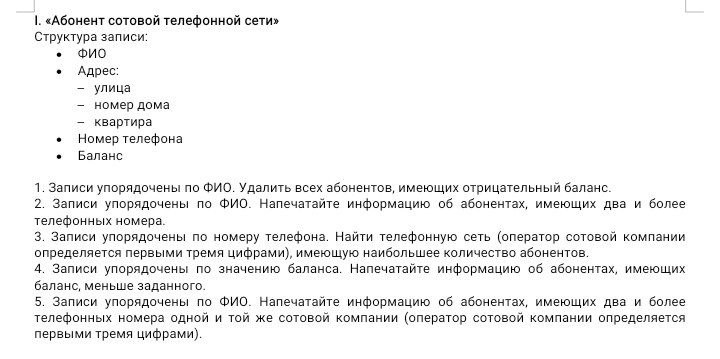 I. «Абонент сотовой телефонной сети»
Структура записи:
• ФИО
• Адрес:
– улица
– номер дома
– квартира
• Номер телефона
• Баланс
1. Записи упорядочены по ФИО. Удалить всех абонентов, имеющих отрицательный баланс.
2. Записи упорядочены по ФИО. Напечатайте информацию об абонентах, имеющих два и более
телефонных номера.
3. Записи упорядочены по номеру телефона. Найти телефонную сеть (оператор сотовой компании
определяется первыми тремя цифрами), имеющую наибольшее количество абонентов.
4. Записи упорядочены по значению баланса. Напечатайте информацию об абонентах, имеющих
баланс, меньше заданного.
5. Записи упорядочены по ФИО. Напечатайте информацию об абонентах, имеющих два и более
телефонных номера одной и той же сотовой компании (оператор сотовой компании определяется
первыми тремя цифрами).